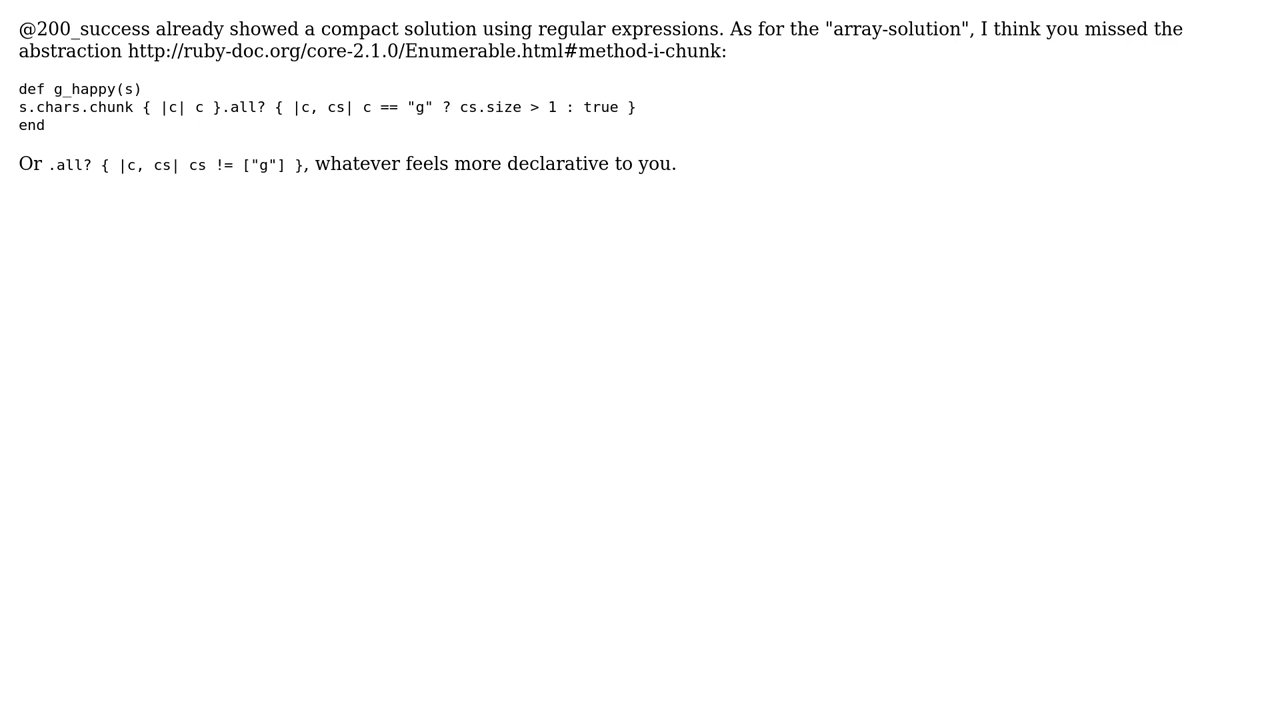 @200_success already showed a compact solution using regular expressions. As for the "array-solution", I think you missed the
abstraction http://ruby-doc.org/core-2.1.0/Enumerable.html#method-i-chunk:
def g_happy(s)
s.chars.chunk { |c| c }.all? { |c, cs| c == "g" ? cs.size > 1 : true }
end
Or .all? { |c, cs| cs != ["g"] }, whatever feels more declarative to you.